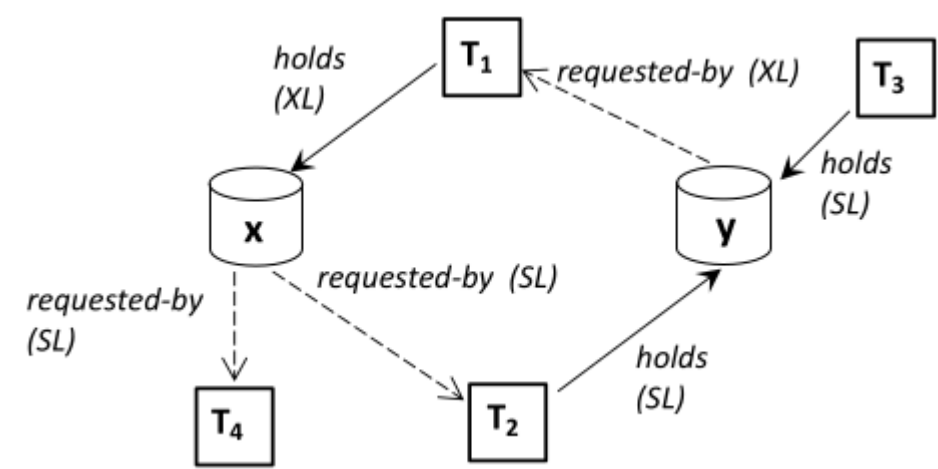 T₁
holds
(XL)
requested-by (XL)
T₃
holds
(SL)
x
y
requested-by (SL)
requested-by
(SL)
holds
(SL)
T₄
T₂